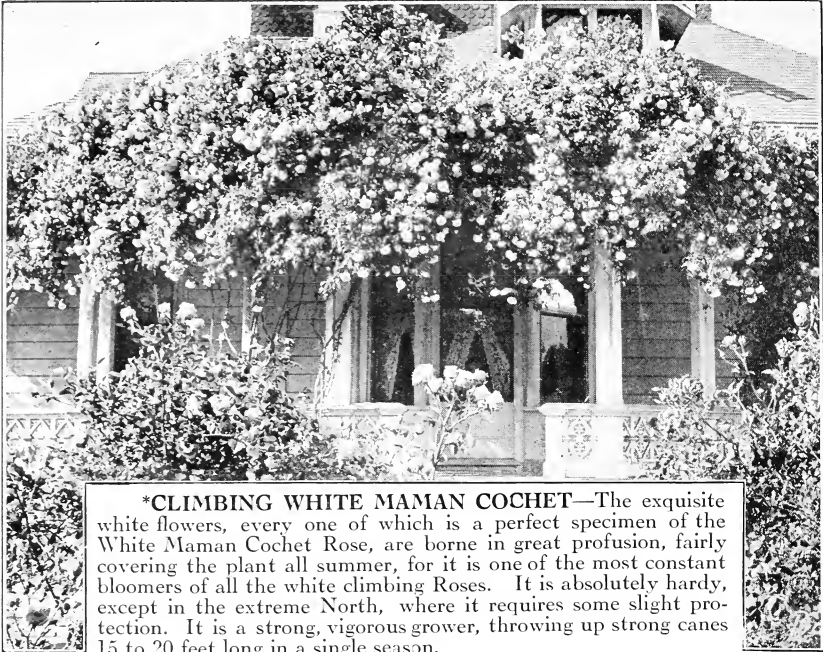 *CLIMBING WHITE MAMAN COCHET—The exquisite
white flowers, every one of which is a perfect specimen of the
White Maman Cochet Rose, are borne in great profusion, fairly
covering the plant all summer, for it is one of the most constant
bloomers of all the white climbing Roses. It is absolutely hardy,
except in the extreme North, where it requires some slight pro-
tection. It is a strong, vigorous grower, throwing up strong canes
15 to 20 feet long in a single season.